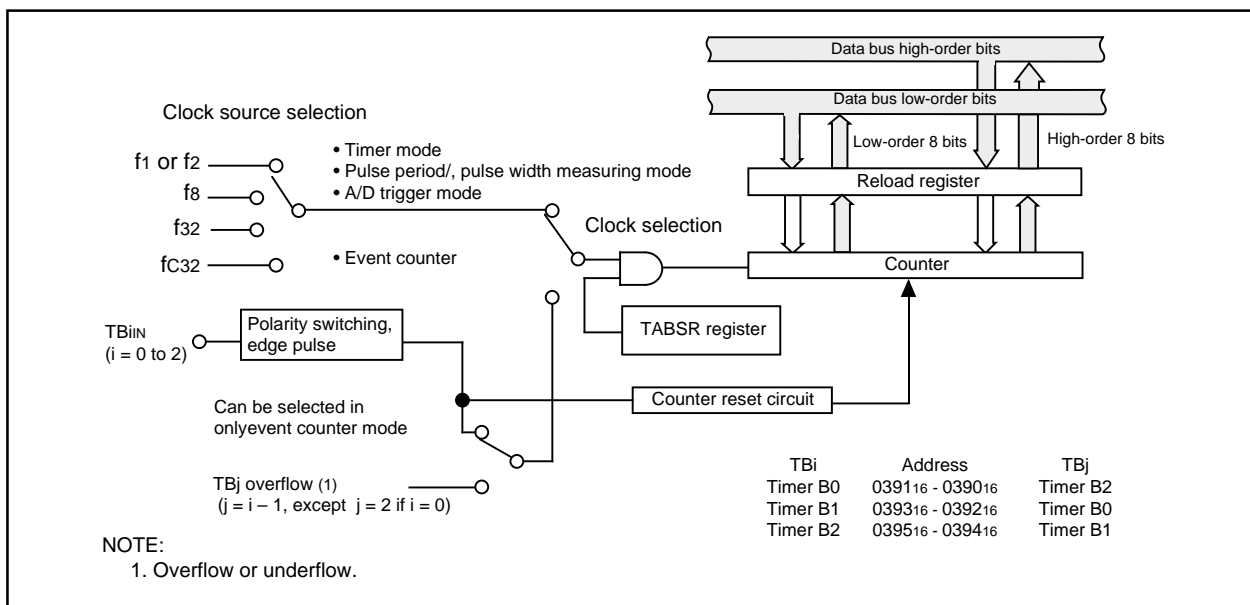 Data bus high-order bits
Data bus low-order bits
Clock source selection
Low-order 8 bits
High-order 8 bits
• Timer mode
• Pulse period/, pulse width measuring mode
• A/D trigger mode
f1 or f2
f8
f32
fC32
Reload register
Clock selection
• Event counter
Counter
TABSR register
TBiIN
(i = 0 to 2)
Polarity switching,
edge pulse
Counter reset circuit
Can be selected in
onlyevent counter mode
TBj overflow (1)
(j = i – 1, except j = 2 if i = 0)
TBi Address TBj
Timer B0 039116 - 039016 Timer B2
Timer B1 039316 - 039216 Timer B0
Timer B2 039516 - 039416 Timer B1
NOTE:
1. Overflow or underflow.